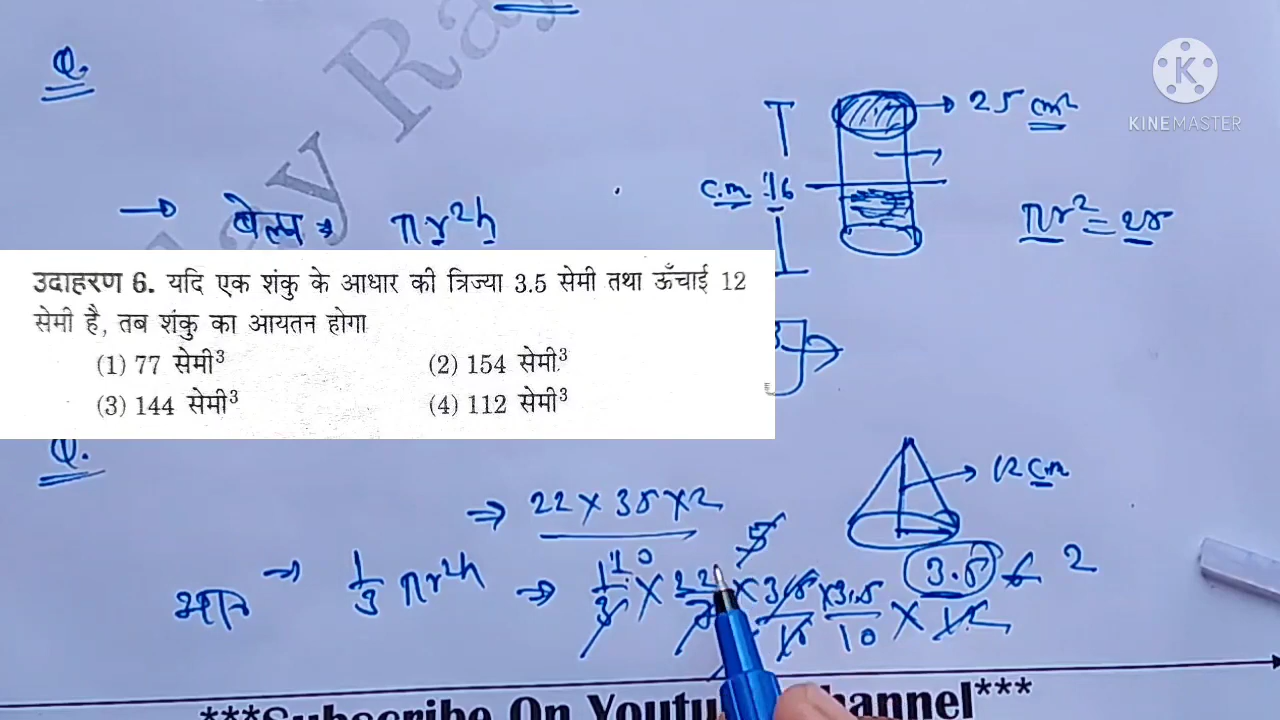 Q.
25 cm²
KINEMASTER
c.m 16
→ बेलन ⇒ πr²h
πr² = 25
उदाहरण 6. यदि एक शंकु के आधार की त्रिज्या 3.5 सेमी तथा ऊँचाई 12
सेमी है, तब शंकु का आयतन होगा
(1) 77 सेमी³ (2) 154 सेमी³
(3) 144 सेमी³ (4) 112 सेमी³
Q.
12 cm
⇒ 22 × 35 × 2
3.5 2
→ 1/3 πr²h ⇒
***Subscribe On Youtube Channel***